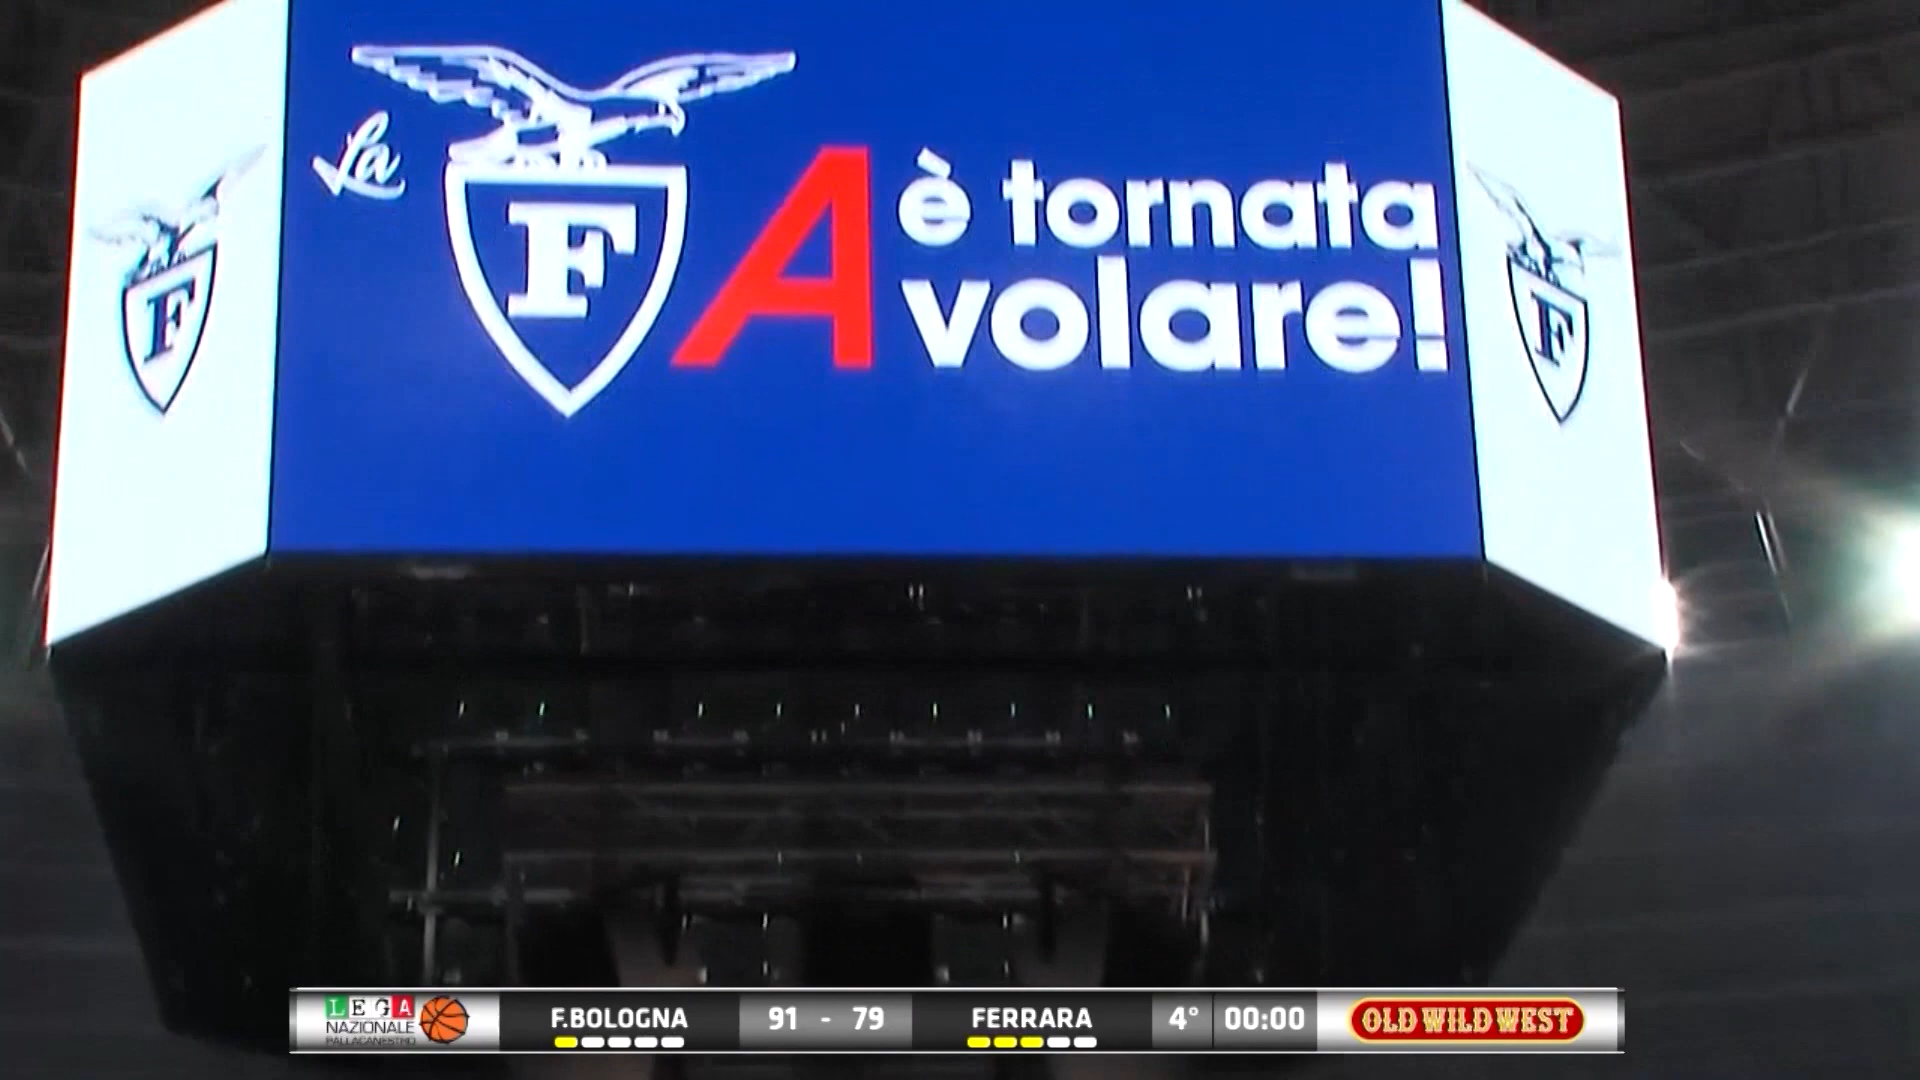 La F A è tornata
volare!
F
F
LEGA
NAZIONALE
PALLACANESTRO
F.BOLOGNA 91 - 79 FERRARA 4° 00:00 OLD WILD WEST